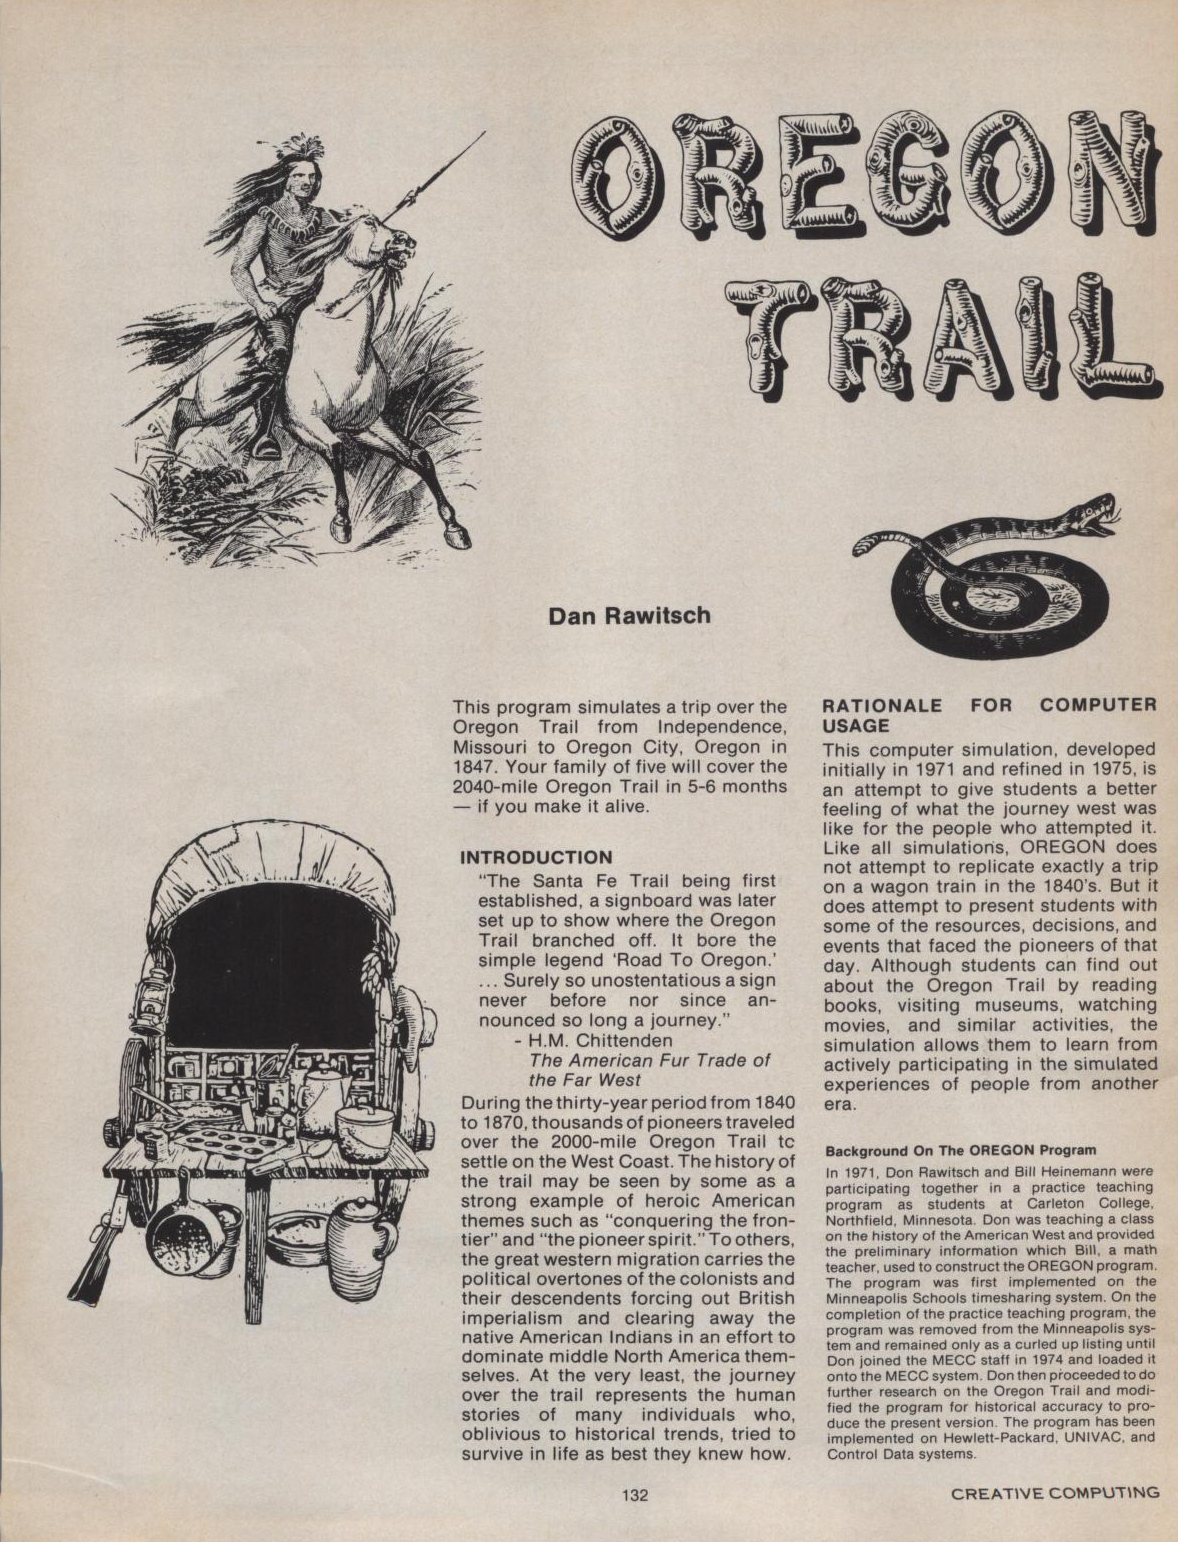 OREGON
TRAIL
Dan Rawitsch
This program simulates a trip over the
Oregon Trail from Independence,
Missouri to Oregon City, Oregon in
1847. Your family of five will cover the
2040-mile Oregon Trail in 5-6 months
— if you make it alive.
INTRODUCTION
"The Santa Fe Trail being first
established, a signboard was later
set up to show where the Oregon
Trail branched off. It bore the
simple legend 'Road To Oregon.'
... Surely so unostentatious a sign
never before nor since an-
nounced so long a journey."
- H.M. Chittenden
The American Fur Trade of
the Far West
During the thirty-year period from 1840
to 1870, thousands of pioneers traveled
over the 2000-mile Oregon Trail to
settle on the West Coast. The history of
the trail may be seen by some as a
strong example of heroic American
themes such as "conquering the fron-
tier" and "the pioneer spirit." To others,
the great western migration carries the
political overtones of the colonists and
their descendents forcing out British
imperialism and clearing away the
native American Indians in an effort to
dominate middle North America them-
selves. At the very least, the journey
over the trail represents the human
stories of many individuals who,
oblivious to historical trends, tried to
survive in life as best they knew how.
RATIONALE FOR COMPUTER
USAGE
This computer simulation, developed
initially in 1971 and refined in 1975, is
an attempt to give students a better
feeling of what the journey west was
like for the people who attempted it.
Like all simulations, OREGON does
not attempt to replicate exactly a trip
on a wagon train in the 1840's. But it
does attempt to present students with
some of the resources, decisions, and
events that faced the pioneers of that
day. Although students can find out
about the Oregon Trail by reading
books, visiting museums, watching
movies, and similar activities, the
simulation allows them to learn from
actively participating in the simulated
experiences of people from another
era.
Background On The OREGON Program
In 1971, Don Rawitsch and Bill Heinemann were
participating together in a practice teaching
program as students at Carleton College,
Northfield, Minnesota. Don was teaching a class
on the history of the American West and provided
the preliminary information which Bill, a math
teacher, used to construct the OREGON program.
The program was first implemented on the
Minneapolis Schools timesharing system. On the
completion of the practice teaching program, the
program was removed from the Minneapolis sys-
tem and remained only as a curled up listing until
Don joined the MECC staff in 1974 and loaded it
onto the MECC system. Don then proceeded to do
further research on the Oregon Trail and modi-
fied the program for historical accuracy to pro-
duce the present version. The program has been
implemented on Hewlett-Packard, UNIVAC, and
Control Data systems.
132
CREATIVE COMPUTING